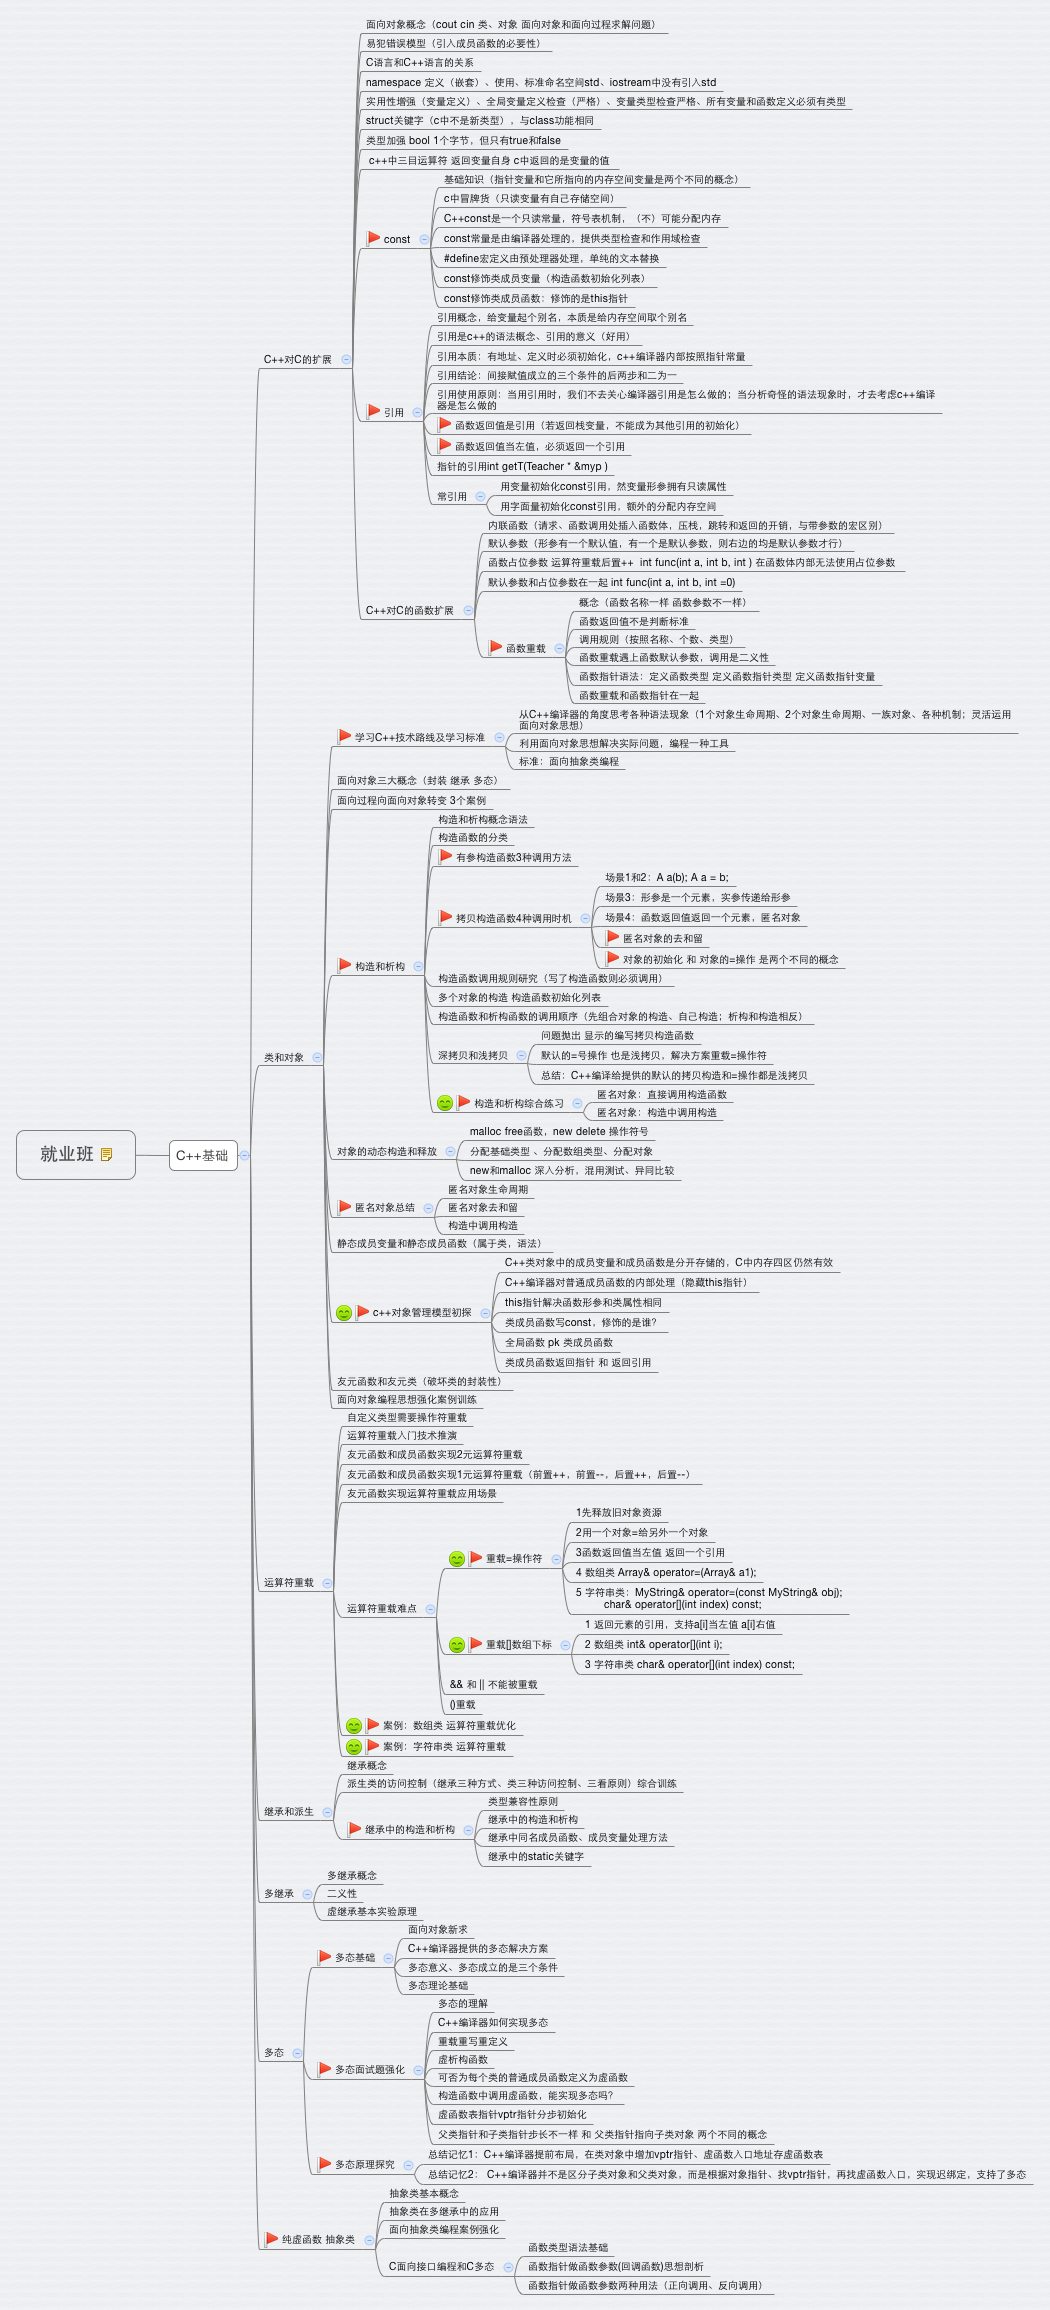 面向对象概念（cout cin 类、对象 面向对象和面向过程求解问题）
易犯错误模型（引入成员函数的必要性）
C语言和C++语言的关系
namespace 定义（嵌套）、使用、标准命名空间std、iostream中没有引入std
实用性增强（变量定义）、全局变量定义检查（严格）、变量类型检查严格、所有变量和函数定义必须有类型
struct关键字（c中不是新类型），与class功能相同
类型加强 bool 1个字节，但只有true和false
c++中三目运算符 返回变量自身 c中返回的是变量的值
基础知识（指针变量和它所指向的内存空间变量是两个不同的概念）
c中冒牌货（只读变量有自己存储空间）
C++const是一个只读常量，符号表机制，（不）可能分配内存
const
const常量是由编译器处理的，提供类型检查和作用域检查
#define宏定义由预处理器处理，单纯的文本替换
const修饰类成员变量（构造函数初始化列表）
const修饰类成员函数：修饰的是this指针
引用概念，给变量起个别名，本质是给内存空间取个别名
引用是c++的语法概念、引用的意义（好用）
引用本质：有地址、定义时必须初始化，c++编译器内部按照指针常量
C++对C的扩展
引用结论：间接赋值成立的三个条件的后两步和二为一
引用使用原则：当用引用时，我们不去关心编译器引用是怎么做的；当分析奇怪的语法现象时，才去考虑c++编译
器是怎么做的
引用
函数返回值是引用（若返回栈变量，不能成为其他引用的初始化）
函数返回值当左值，必须返回一个引用
指针的引用int getT(Teacher * &myp )
用变量初始化const引用，然变量形参拥有只读属性
常引用
用字面量初始化const引用，额外的分配内存空间
内联函数（请求、函数调用处插入函数体，压栈，跳转和返回的开销，与带参数的宏区别）
默认参数（形参有一个默认值，有一个是默认参数，则右边的均是默认参数才行）
函数占位参数 运算符重载后置++ int func(int a, int b, int ) 在函数体内部无法使用占位参数
默认参数和占位参数在一起 int func(int a, int b, int =0)
C++对C的函数扩展
概念（函数名称一样 函数参数不一样）
函数返回值不是判断标准
调用规则（按照名称、个数、类型）
函数重载
函数重载遇上函数默认参数，调用是二义性
函数指针语法：定义函数类型 定义函数指针类型 定义函数指针变量
函数重载和函数指针在一起
从C++编译器的角度思考各种语法现象（1个对象生命周期、2个对象生命周期、一族对象、各种机制；灵活运用
面向对象思想）
学习C++技术路线及学习标准
利用面向对象思想解决实际问题，编程一种工具
标准：面向抽象类编程
面向对象三大概念（封装 继承 多态）
面向过程向面向对象转变 3个案例
构造和析构概念语法
构造函数的分类
有参构造函数3种调用方法
场景1和2：A a(b); A a = b;
场景3：形参是一个元素，实参传递给形参
拷贝构造函数4种调用时机
场景4：函数返回值返回一个元素，匿名对象
匿名对象的去和留
对象的初始化 和 对象的=操作 是两个不同的概念
构造和析构
构造函数调用规则研究（写了构造函数则必须调用）
多个对象的构造 构造函数初始化列表
构造函数和析构函数的调用顺序（先组合对象的构造、自己构造；析构和构造相反）
问题抛出 显示的编写拷贝构造函数
深拷贝和浅拷贝
默认的=号操作 也是浅拷贝，解决方案重载=操作符
类和对象
总结：C++编译给提供的默认的拷贝构造和=操作都是浅拷贝
匿名对象：直接调用构造函数
构造和析构综合练习
匿名对象：构造中调用构造
malloc free函数，new delete 操作符号
对象的动态构造和释放
分配基础类型 、分配数组类型、分配对象
就业班
C++基础
new和malloc 深入分析，混用测试、异同比较
匿名对象生命周期
匿名对象总结
匿名对象去和留
构造中调用构造
静态成员变量和静态成员函数（属于类，语法）
C++类对象中的成员变量和成员函数是分开存储的，C中内存四区仍然有效
C++编译器对普通成员函数的内部处理（隐藏this指针）
this指针解决函数形参和类属性相同
c++对象管理模型初探
类成员函数写const，修饰的是谁？
全局函数 pk 类成员函数
类成员函数返回指针 和 返回引用
友元函数和友元类（破坏类的封装性）
面向对象编程思想强化案例训练
自定义类型需要操作符重载
运算符重载入门技术推演
友元函数和成员函数实现2元运算符重载
友元函数和成员函数实现1元运算符重载（前置++，前置--，后置++，后置--）
友元函数实现运算符重载应用场景
1先释放旧对象资源
2用一个对象=给另外一个对象
重载=操作符
3函数返回值当左值 返回一个引用
4 数组类 Array& operator=(Array& a1);
运算符重载
5 字符串类：MyString& operator=(const MyString& obj);
char& operator[](int index) const;
运算符重载难点
1 返回元素的引用，支持a[i]当左值 a[i]右值
重载[]数组下标
2 数组类 int& operator[](int i);
3 字符串类 char& operator[](int index) const;
&& 和 || 不能被重载
()重载
案例：数组类 运算符重载优化
案例：字符串类 运算符重载
继承概念
派生类的访问控制（继承三种方式、类三种访问控制、三看原则）综合训练
继承和派生
类型兼容性原则
继承中的构造和析构
继承中的构造和析构
继承中同名成员函数、成员变量处理方法
继承中的static关键字
多继承概念
多继承
二义性
虚继承基本实验原理
面向对象新求
C++编译器提供的多态解决方案
多态基础
多态意义、多态成立的是三个条件
多态理论基础
多态的理解
C++编译器如何实现多态
重载重写重定义
多态
虚析构函数
多态面试题强化
可否为每个类的普通成员函数定义为虚函数
构造函数中调用虚函数，能实现多态吗？
虚函数表指针vptr指针分步初始化
父类指针和子类指针步长不一样 和 父类指针指向子类对象 两个不同的概念
总结记忆1：C++编译器提前布局，在类对象中增加vptr指针、虚函数入口地址存虚函数表
多态原理探究
总结记忆2： C++编译器并不是区分子类对象和父类对象，而是根据对象指针、找vptr指针，再找虚函数入口，实现迟绑定，支持了多态
抽象类基本概念
抽象类在多继承中的应用
面向抽象类编程案例强化
纯虚函数 抽象类
函数类型语法基础
C面向接口编程和C多态
函数指针做函数参数(回调函数)思想剖析
函数指针做函数参数两种用法（正向调用、反向调用）